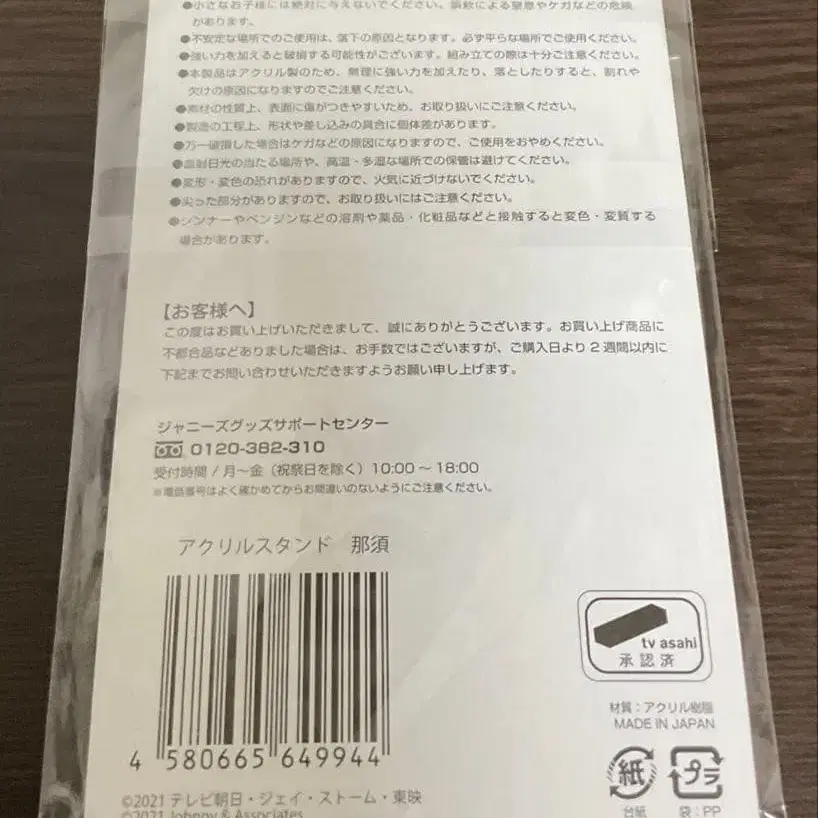 ●小さなお子様には絶対に与えないでください。誤飲による窒息やケガなどの危険
があります。
●不安定な場所でのご使用は、落下の原因となります。必ず平らな場所でご使用ください。
●強い力を加えると破損する可能性がございます。組み立ての際は十分ご注意ください。
●本製品はアクリル製のため、無理に強い力を加えたり、落としたりすると、割れや
欠けの原因になりますのでご注意ください。
●素材の性質上、表面に傷がつきやすいため、お取り扱いにご注意ください。
●製造の工程上、形状や差し込みの具合に個体差があります。
●万一破損した場合はケガなどの原因になりますので、ご使用をおやめください。
●直射日光の当たる場所や、高温・多湿な場所での保管は避けてください。
●変形・変色の恐れがありますので、火気に近づけないでください。
●尖った部分がありますので、お取り扱いにはご注意ください。
●シンナーやベンジンなどの溶剤や薬品・化粧品などと接触すると変色・変質する
場合があります。
【お客様へ】
この度はお買い上げいただきまして、誠にありがとうございます。お買い上げ商品に
不都合品などありました場合は、お手数ではございますが、ご購入日より2週間以内に
下記までお問い合わせいただきますようお願い申し上げます。
ジャニーズグッズサポートセンター
0120-382-310
受付時間/月～金（祝祭日を除く）10:00～18:00
※電話番号はよく確かめてからお間違いのないようにご注意ください。
アクリルスタンド 那須
4 580665 649944
tv asahi
承認済
材質：アクリル樹脂
MADE IN JAPAN
紙
プラ
台紙
袋：PP
©2021 テレビ朝日・ジェイ・ストーム・東映
©2021 Johnny & Associates